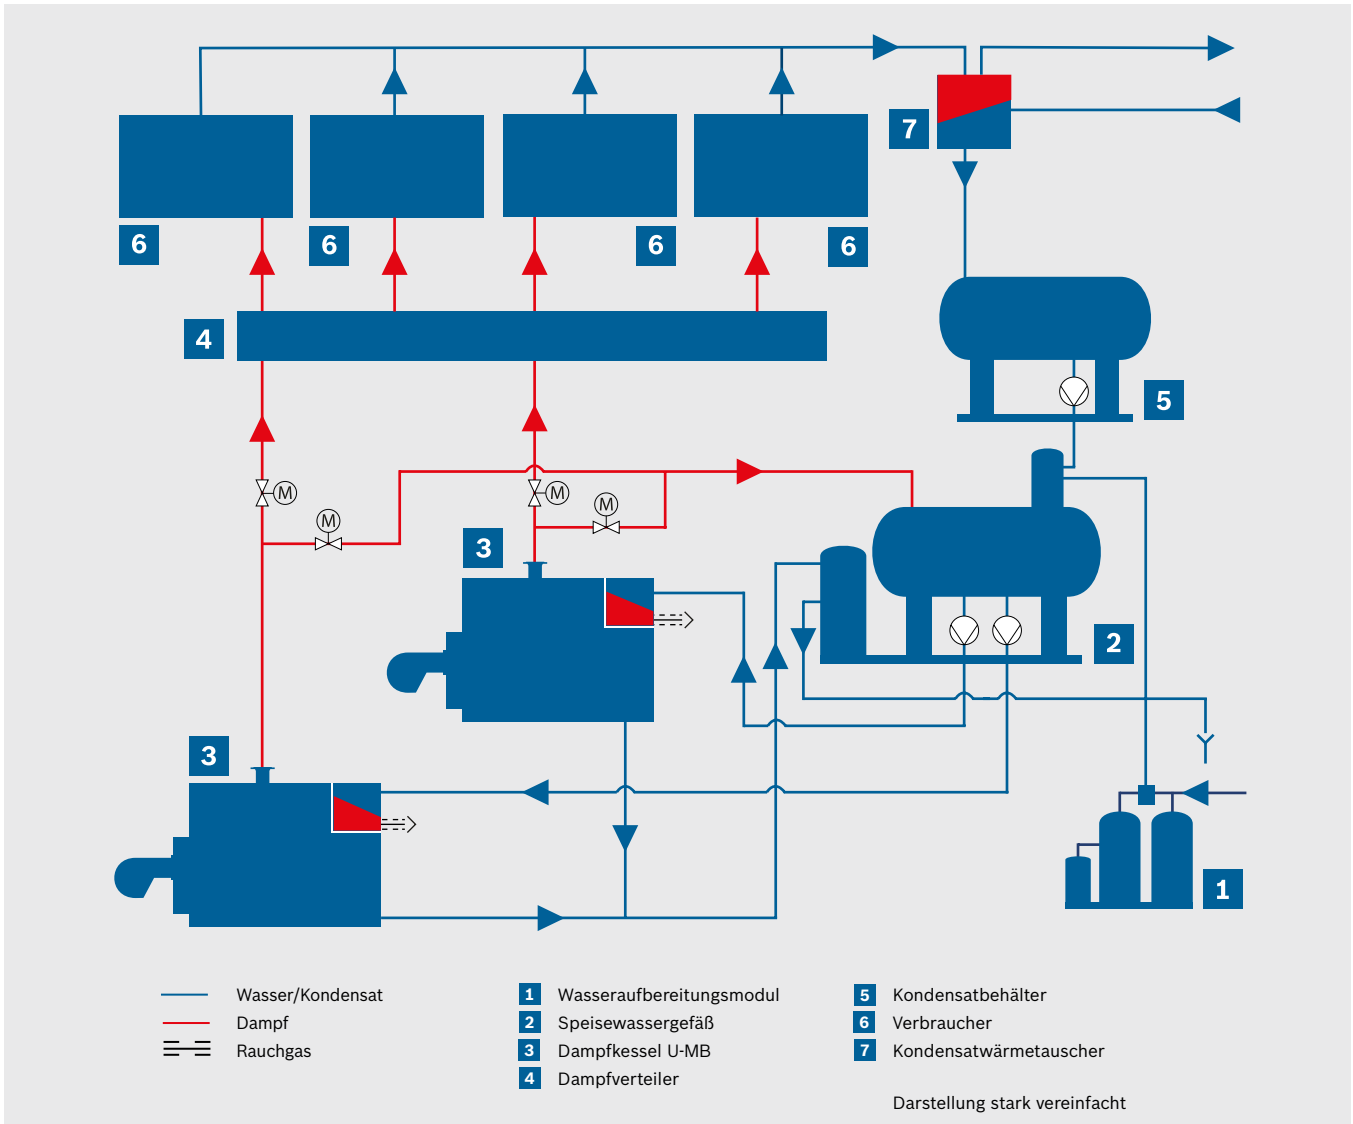 7
6
6
6
6
4
5
M
M
M
M
3
2
3
1
Wasser/Kondensat
Dampf
Rauchgas
1 Wasseraufbereitungsmodul
2 Speisewassergefäß
3 Dampfkessel U-MB
4 Dampfverteiler
5 Kondensatbehälter
6 Verbraucher
7 Kondensatwärmetauscher
Darstellung stark vereinfacht